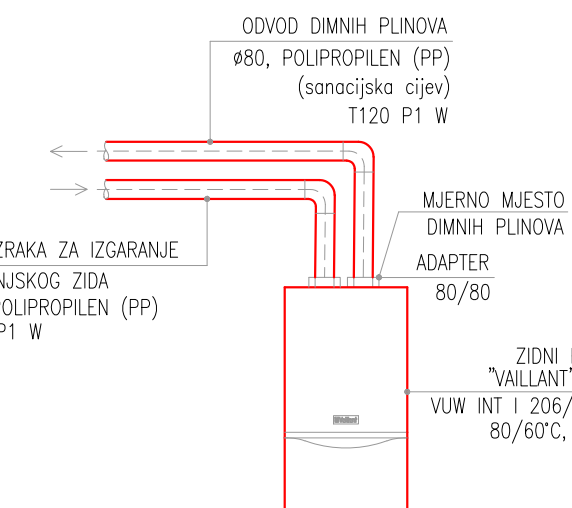 ODVOD DIMNIH PLINOVA
ø80, POLIPROPILEN (PP)
(sanacijska cijev)
T120 P1 W
MJERNO MJESTO
DIMNIH PLINOVA
ADAPTER
80/80
ZRAKA ZA IZGARANJE
NJSKOG ZIDA
POLIPROPILEN (PP)
P1 W
ZIDNI
"VAILLANT"
VUW INT I 206/
80/60°C,
Vaillant